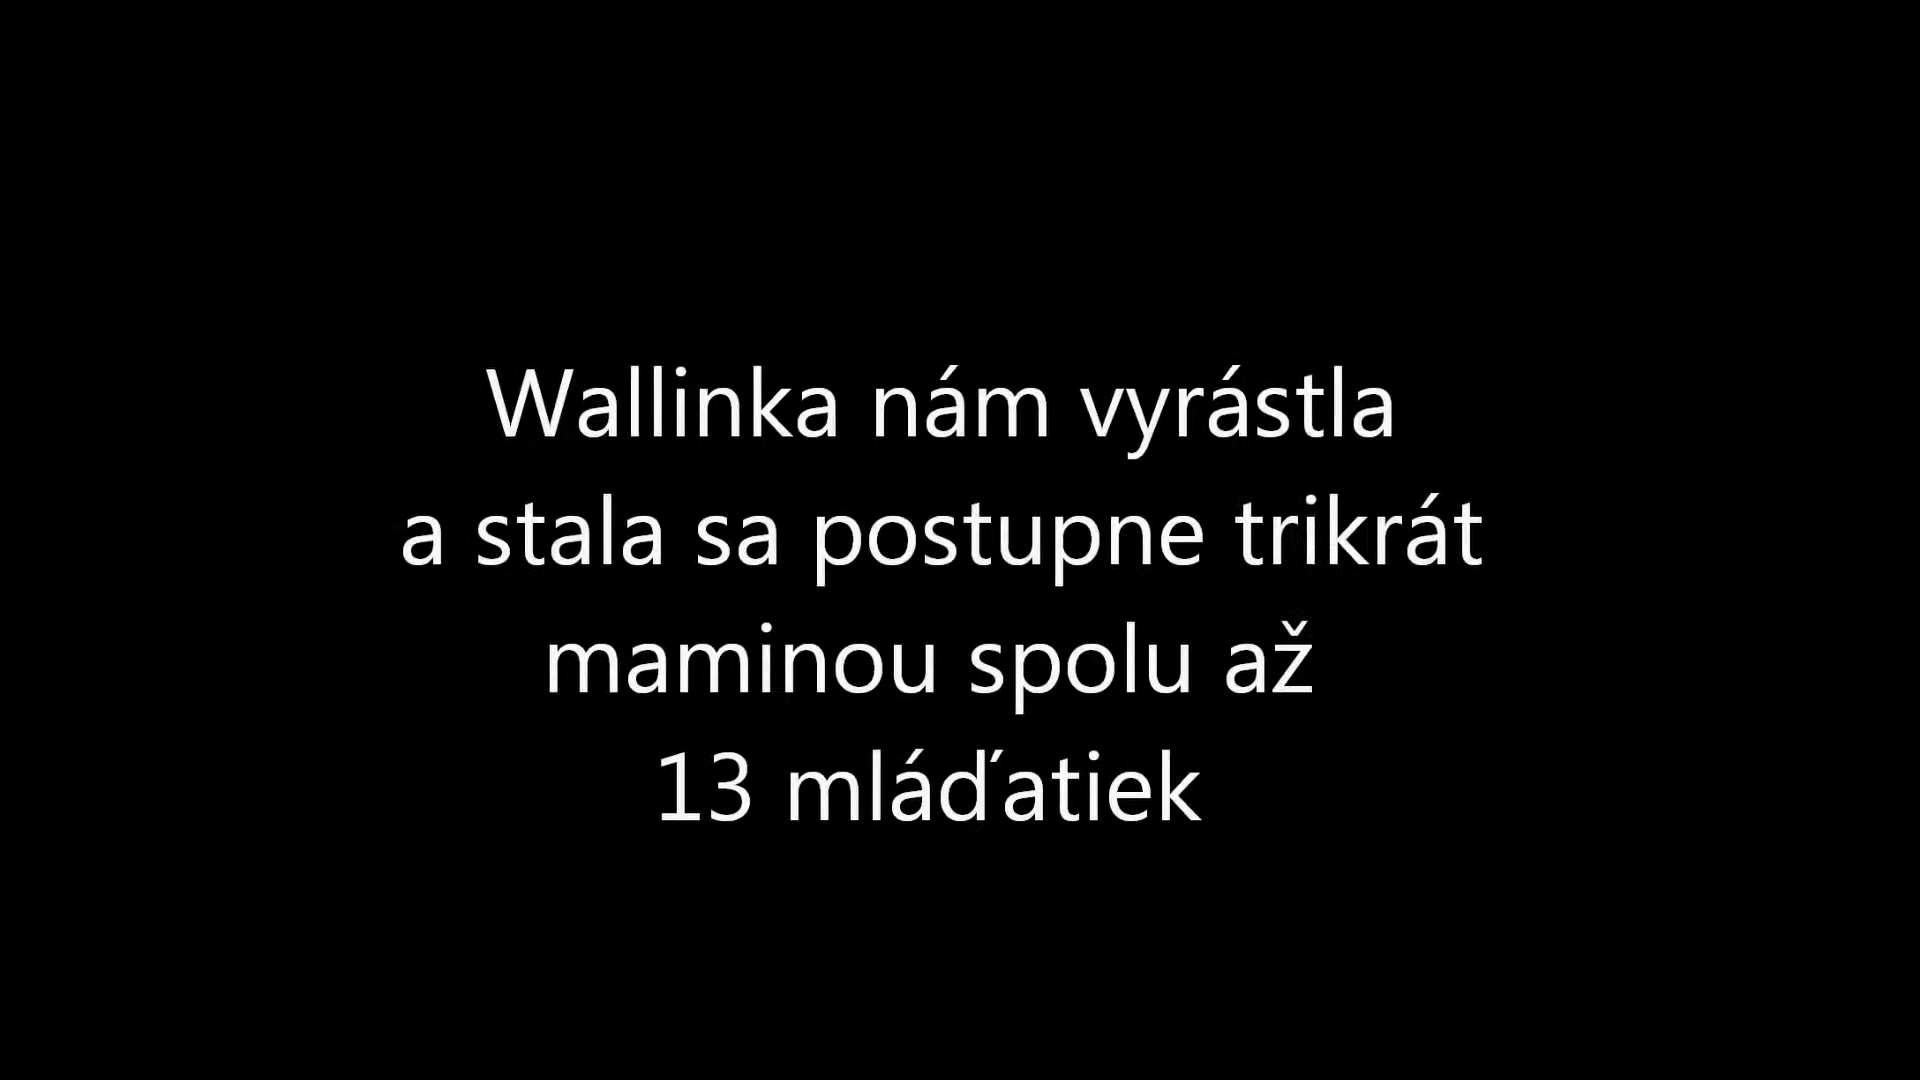 Wallinka nám vyrástla
a stala sa postupne trikrát
maminou spolu až
13 mláďatiek